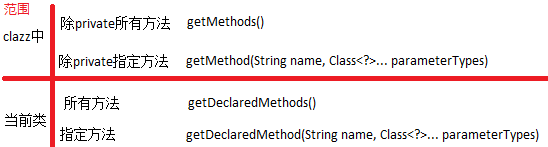 范围
clazz中
除private所有方法 getMethods()
除private指定方法 getMethod(String name, Class<?>... parameterTypes)
当前类
所有方法 getDeclaredMethods()
指定方法 getDeclaredMethod(String name, Class<?>... parameterTypes)